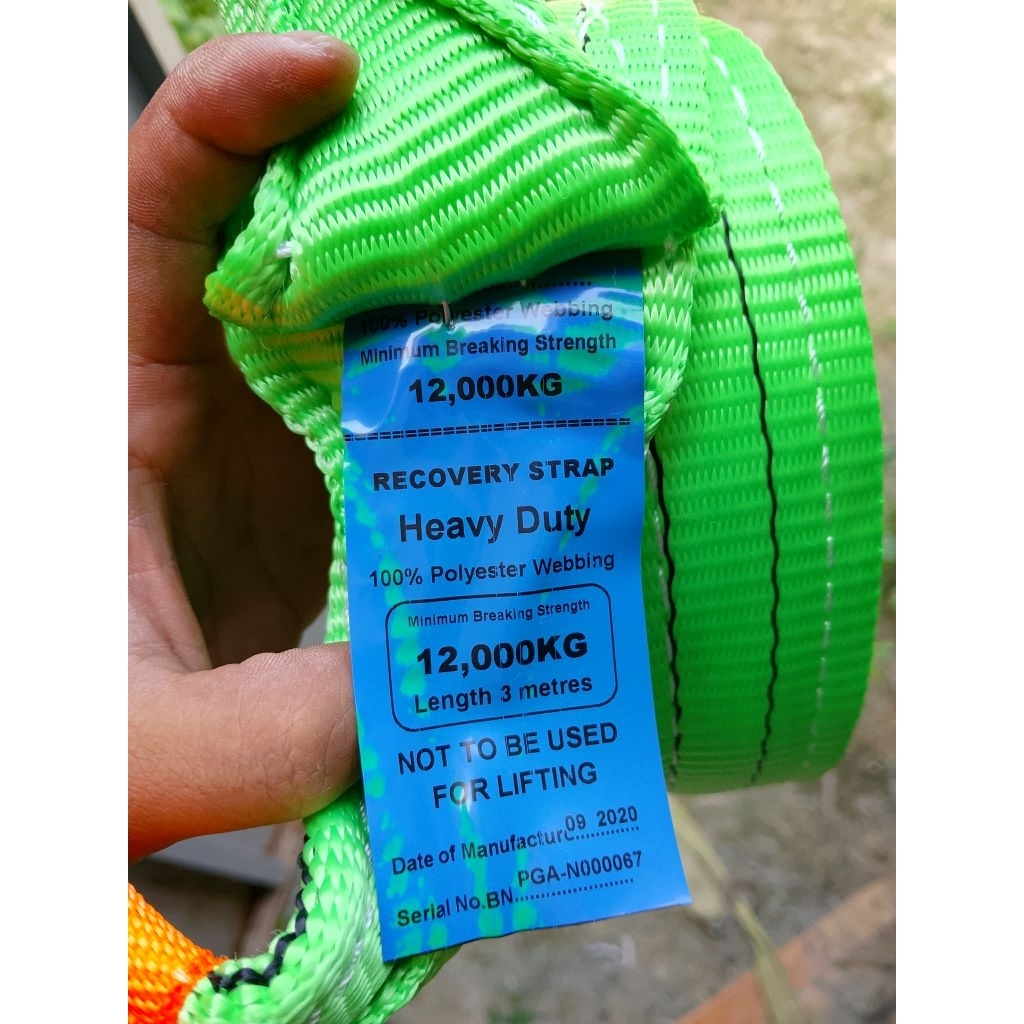 100% Polyester Webbing
Minimum Breaking Strength
12,000KG
RECOVERY STRAP
Heavy Duty
100% Polyester Webbing
Minimum Breaking Strength
12,000KG
Length 3 metres
NOT TO BE USED
FOR LIFTING
Date of Manufacture 09 2020
Serial No.BN PGA-N000067